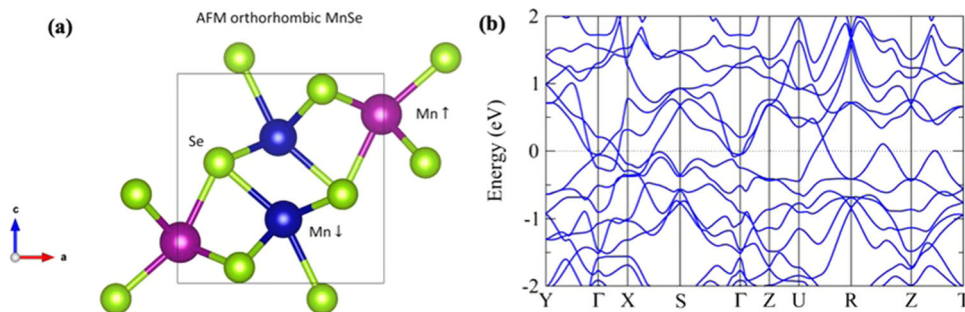 (a)
AFM orthorhombic MnSe
Mn ↑
Se
Mn ↓
c
a
(b)
Energy (eV)
2
1
0
-1
-2
Y Γ X S Γ Z U R Z T